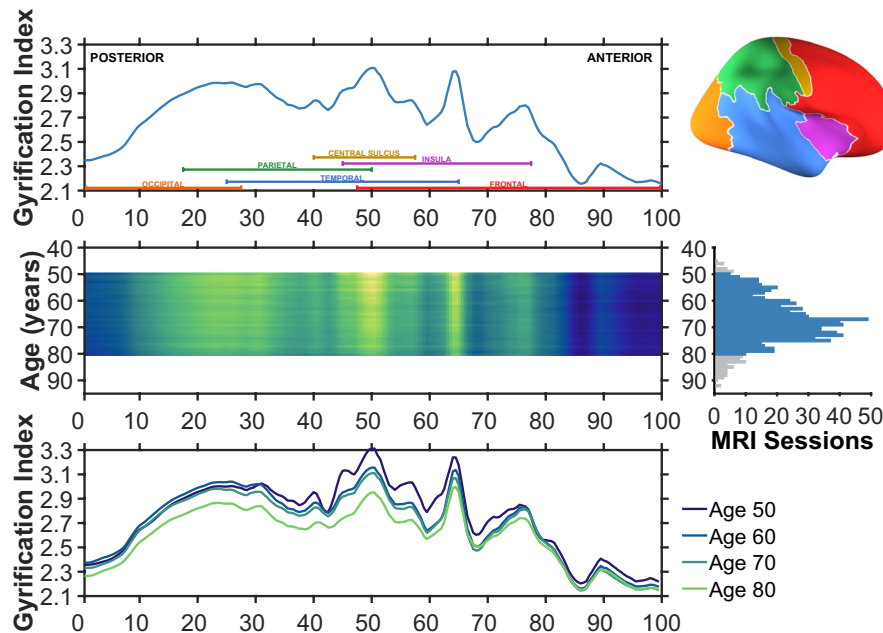 Gyrification Index
3.3
3.1
2.9
2.7
2.5
2.3
2.1
POSTERIOR
ANTERIOR
CENTRAL SULCUS
INSULA
PARIETAL
TEMPORAL
OCCIPITAL
FRONTAL
0 10 20 30 40 50 60 70 80 90 100
Age (years)
40
50
60
70
80
90
0 10 20 30 40 50 60 70 80 90 100
40
50
60
70
80
90
0 10 20 30 40 50
MRI Sessions
Gyrification Index
3.3
3.1
2.9
2.7
2.5
2.3
2.1
0 10 20 30 40 50 60 70 80 90 100
Age 50
Age 60
Age 70
Age 80